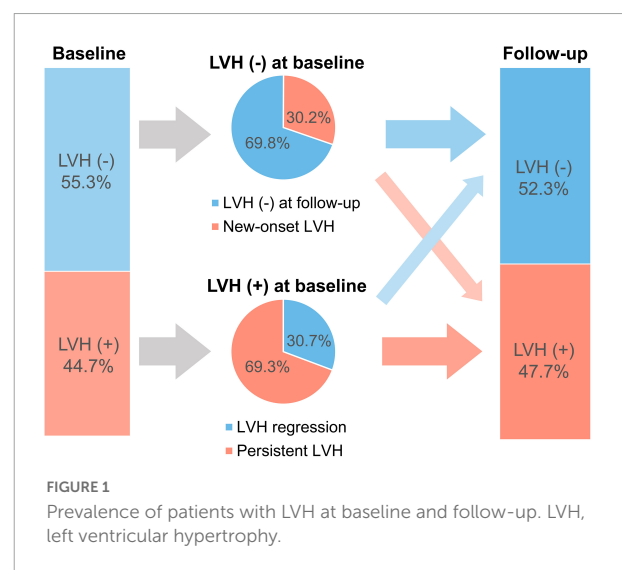 Baseline
Follow-up
LVH (-) at baseline
LVH (-)
55.3%
30.2%
69.8%
LVH (-) at follow-up
New-onset LVH
LVH (-)
52.3%
LVH (+) at baseline
LVH (+)
44.7%
30.7%
69.3%
LVH regression
Persistent LVH
LVH (+)
47.7%
FIGURE 1
Prevalence of patients with LVH at baseline and follow-up. LVH,
left ventricular hypertrophy.